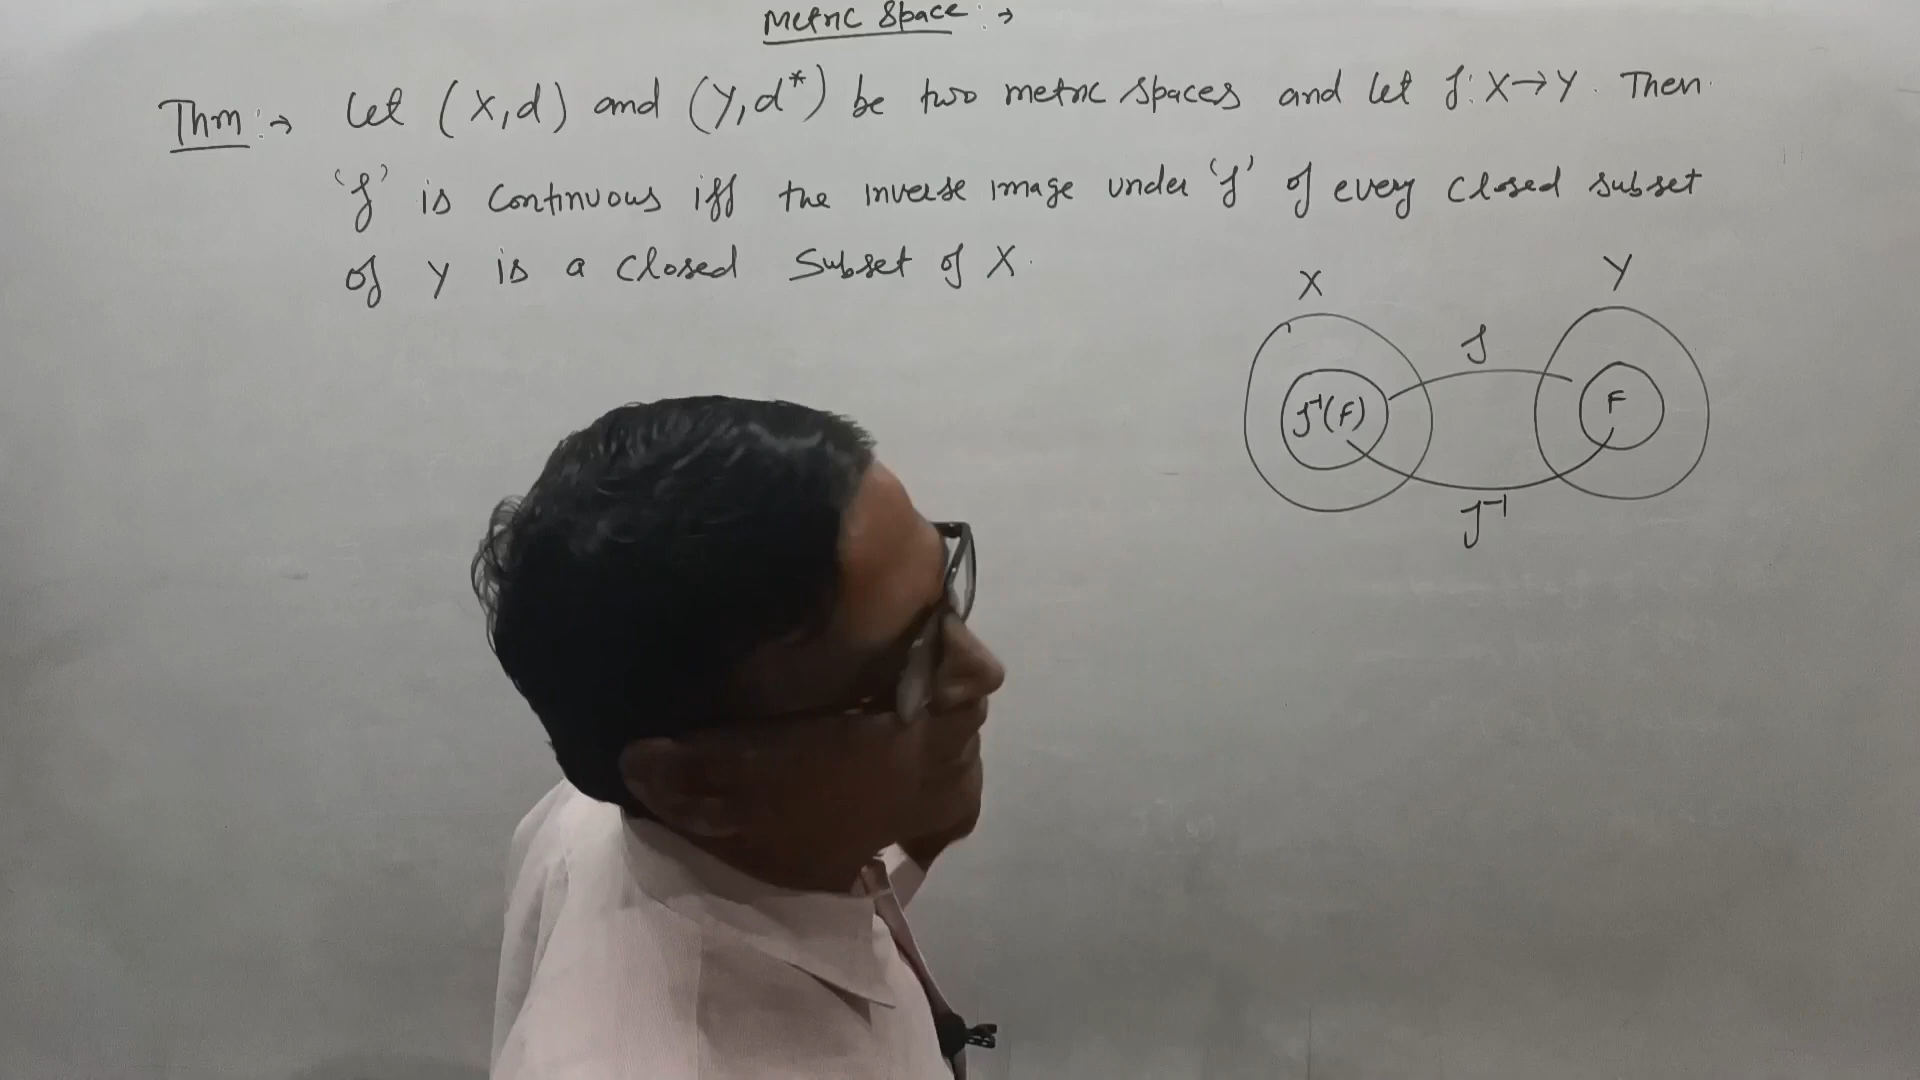 Metric Space :→
Thm :→ Let (X,d) and (Y,d*) be two metric spaces and let f: X→Y. Then
'f' is continuous iff the inverse image under 'f' of every closed subset
of Y is a closed subset of X.
X Y
f
f⁻¹(F) F
f⁻¹